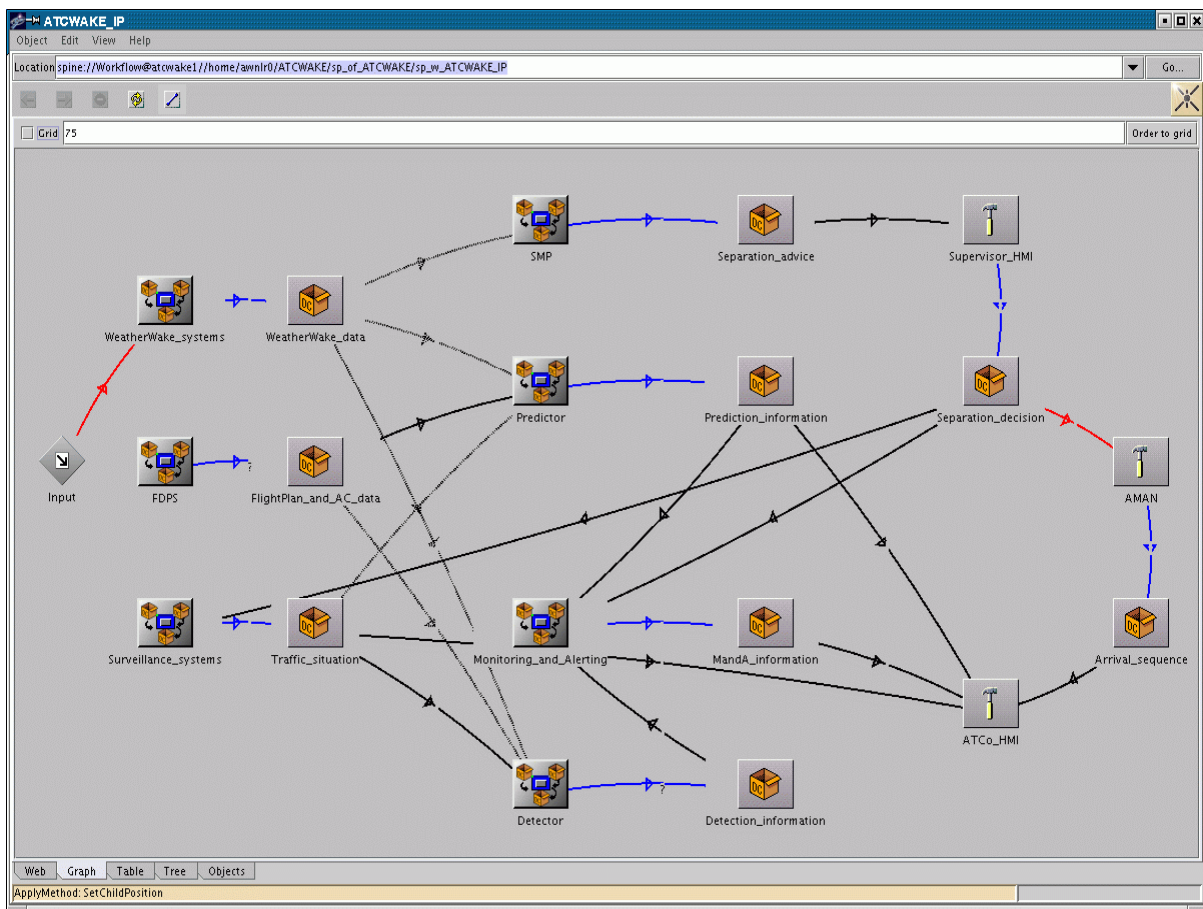 ATCWAKE_IP
Object Edit View Help
Location spine://Workflow@atcwake1//home/awnlr0/ATCWAKE/sp_of_ATCWAKE/sp_w_ATCWAKE_IP Go...
Grid 75 Order to grid
SMP Separation_advice Supervisor_HMI
WeatherWake_systems WeatherWake_data
Predictor Prediction_information Separation_decision
Input FDPS FlightPlan_and_AC_data AMAN
?
Surveillance_systems Traffic_situation Monitoring_and_Alerting MandA_information Arrival_sequence
ATCo_HMI
?
Detector Detection_information
Web Graph Table Tree Objects
ApplyMethod: SetChildPosition